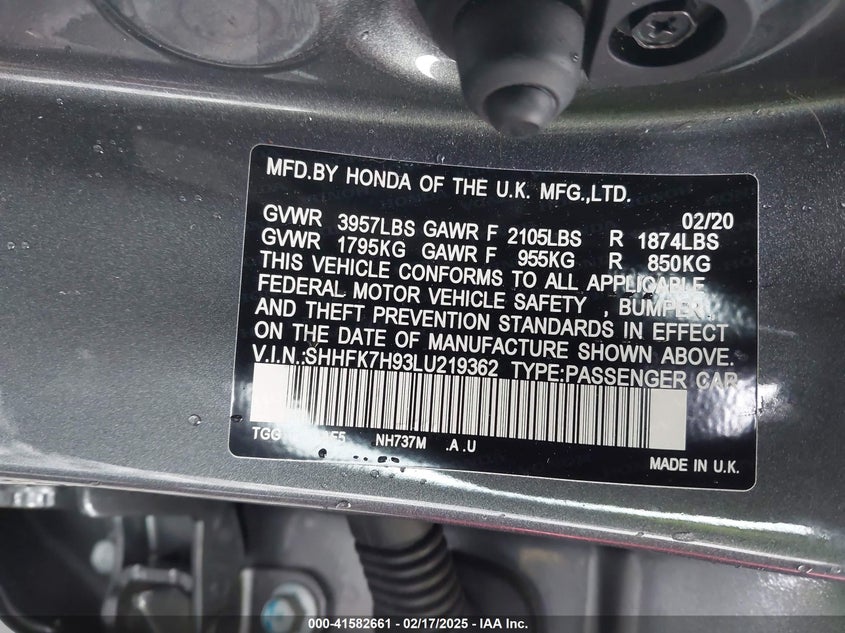 MFD.BY HONDA OF THE U.K. MFG.,LTD.
02/20
GVWR 3957LBS GAWR F 2105LBS R 1874LBS
GVWR 1795KG GAWR F 955KG R 850KG
THIS VEHICLE CONFORMS TO ALL APPLICABLE
FEDERAL MOTOR VEHICLE SAFETY , BUMPER,
AND THEFT PREVENTION STANDARDS IN EFFECT
ON THE DATE OF MANUFACTURE SHOWN ABOVE.
V.I.N.:SHHFK7H93LU219362 TYPE:PASSENGER CAR
NH737M .A .U
MADE IN U.K.
000-41582661 - 02/17/2025 - IAA Inc.